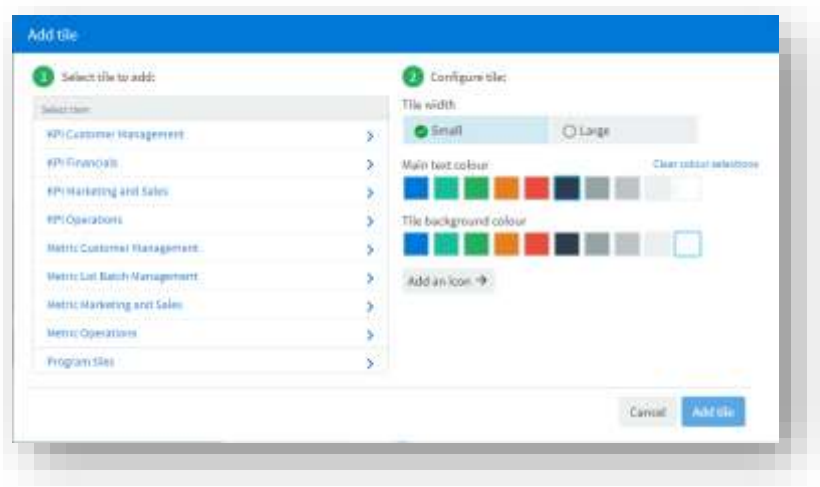 Add tile
1 Select tile to add:
Select item
KPI Customer Management
KPI Financials
KPI Marketing and Sales
KPI Operations
Metric Customer Management
Metric List Batch Management
Metric Marketing and Sales
Metric Operations
Program tiles
2 Configure tile:
Tile width
Small
Large
Main text colour
Clear colour selections
Tile background colour
Add an icon →
Cancel
Add tile